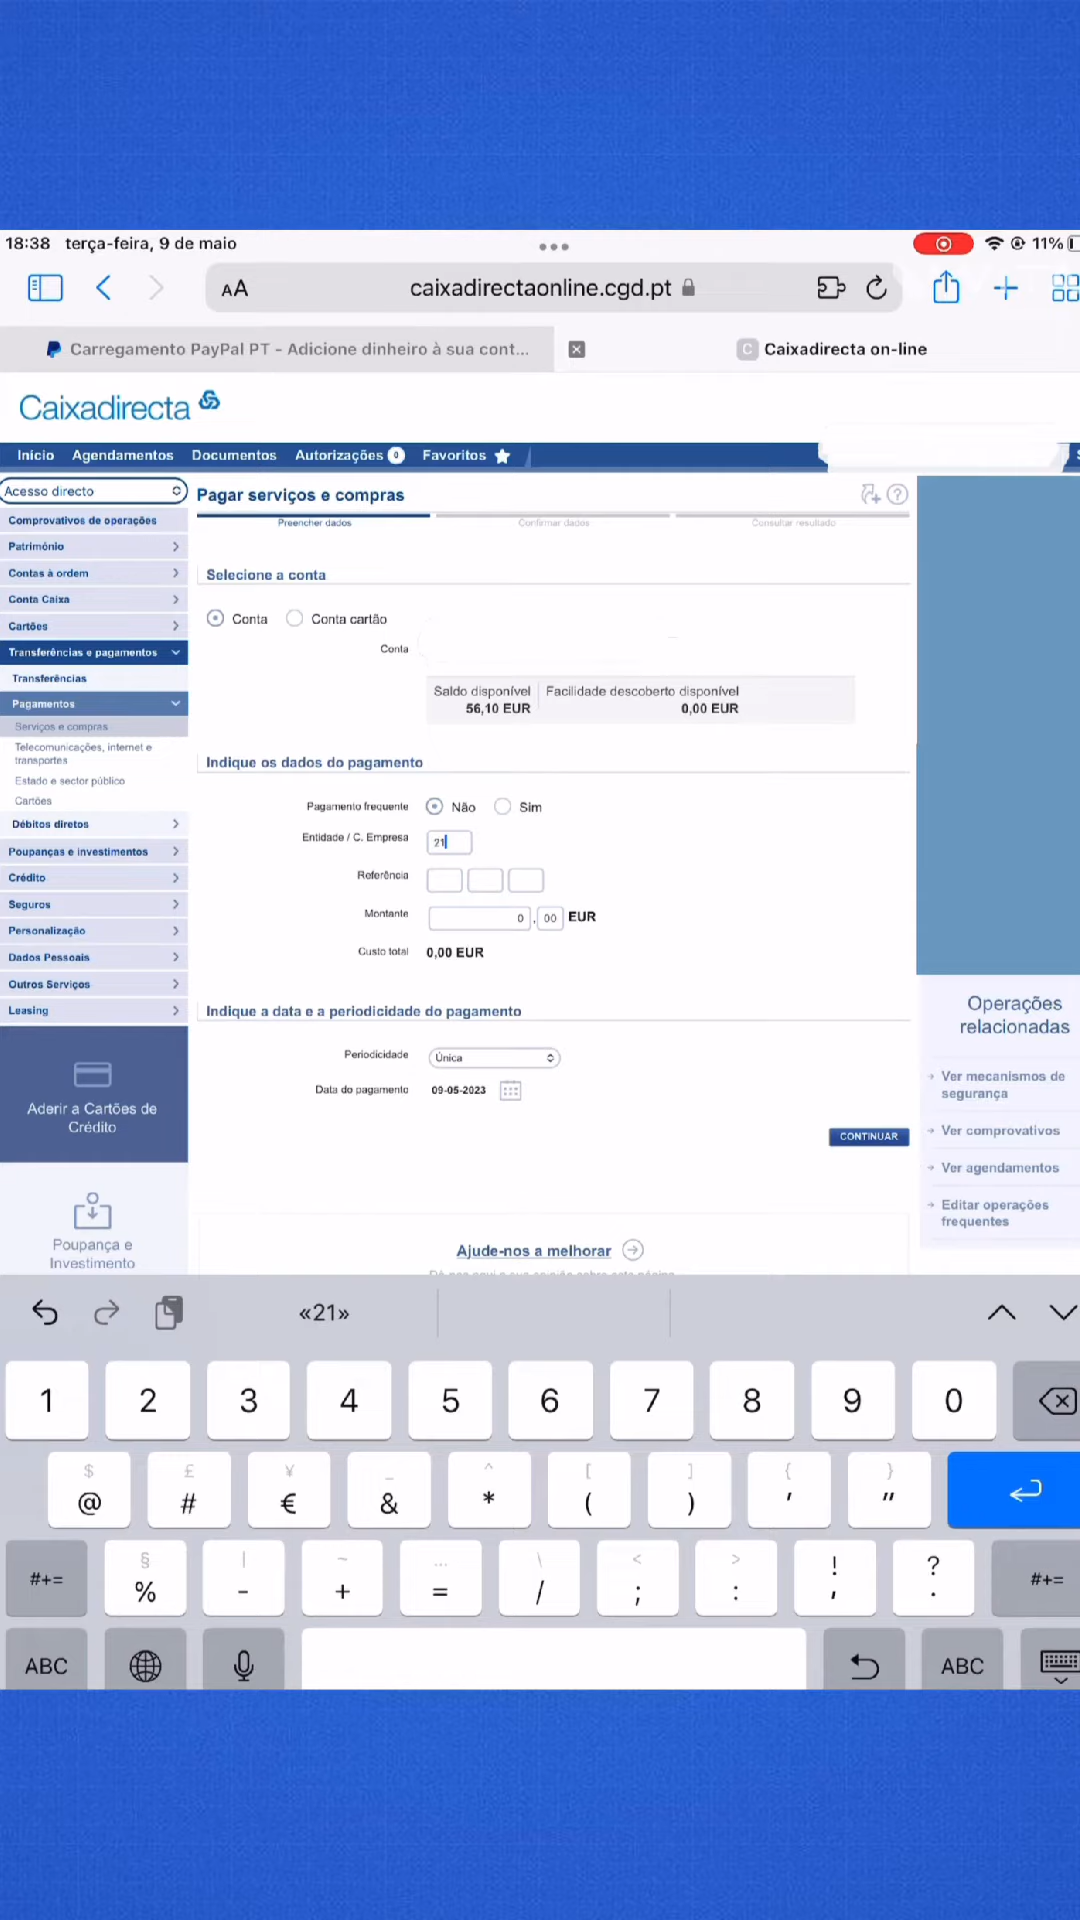 18:38 terça-feira, 9 de maio
11%
AA
caixadirectaonline.cgd.pt
Carregamento PayPal PT - Adicione dinheiro à sua cont...
C Caixadirecta on-line
Caixadirecta
Início Agendamentos Documentos Autorizações 0 Favoritos
Acesso directo
Comprovativos de operações
Património
Contas à ordem
Conta Caixa
Cartões
Transferências e pagamentos
Transferências
Pagamentos
Serviços e compras
Telecomunicações, internet e
transportes
Estado e sector público
Cartões
Débitos diretos
Poupanças e investimentos
Crédito
Seguros
Personalização
Dados Pessoais
Outros Serviços
Leasing
Aderir a Cartões de
Crédito
Poupança e
Investimento
Pagar serviços e compras
Preencher dados Confirmar dados Consultar resultado
Selecione a conta
Conta Conta cartão
Conta
Saldo disponível Facilidade descoberto disponível
56,10 EUR 0,00 EUR
Indique os dados do pagamento
Pagamento frequente Não Sim
Entidade / C. Empresa 21
Referência
Montante 0 , 00 EUR
Custo total 0,00 EUR
Indique a data e a periodicidade do pagamento
Periodicidade Única
Data do pagamento 09-05-2023
CONTINUAR
Ajude-nos a melhorar
Operações
relacionadas
Ver mecanismos de
segurança
Ver comprovativos
Ver agendamentos
Editar operações
frequentes
«21»
1 2 3 4 5 6 7 8 9 0
$ £ ¥ _ ^ [ ] { }
@ # € & * ( ) ' "
§ | ~ … \ < > ! ?
#+= % - + = / ; : , . #+=
ABC ABC